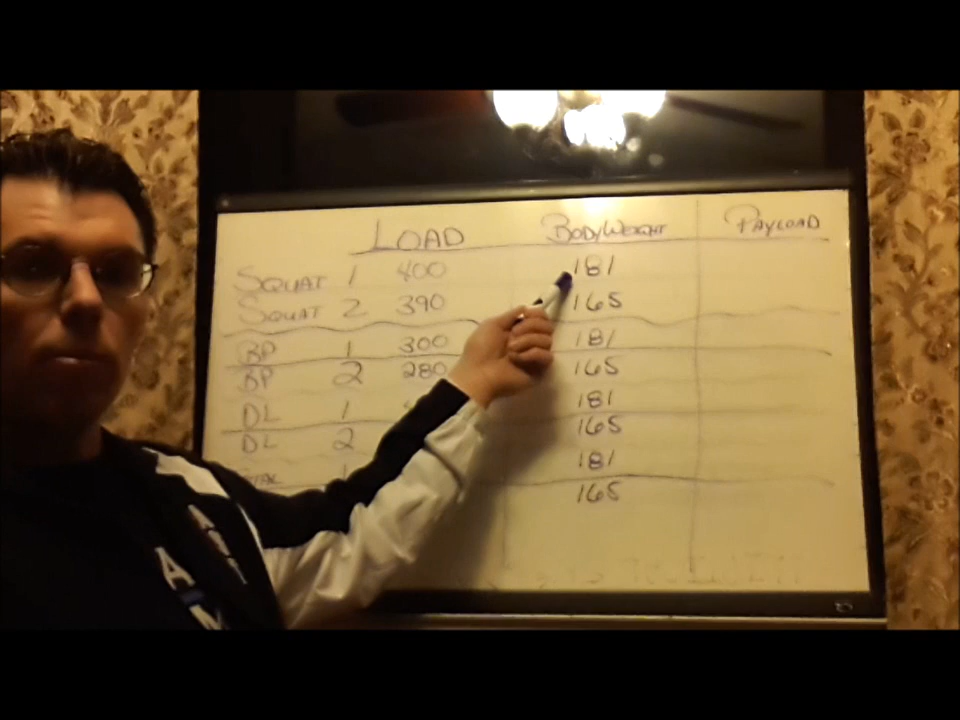 LOAD BODYWEIGHT PAYLOAD
SQUAT 1 400 181
SQUAT 2 390 165
BP 1 300 181
BP 2 280 165
DL 1 181
DL 2 165
181
165